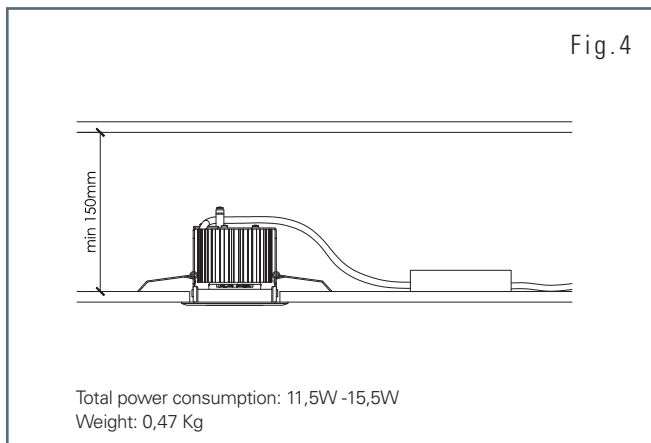 Fig.4
min 150mm
Total power consumption: 11,5W -15,5W
Weight: 0,47 Kg